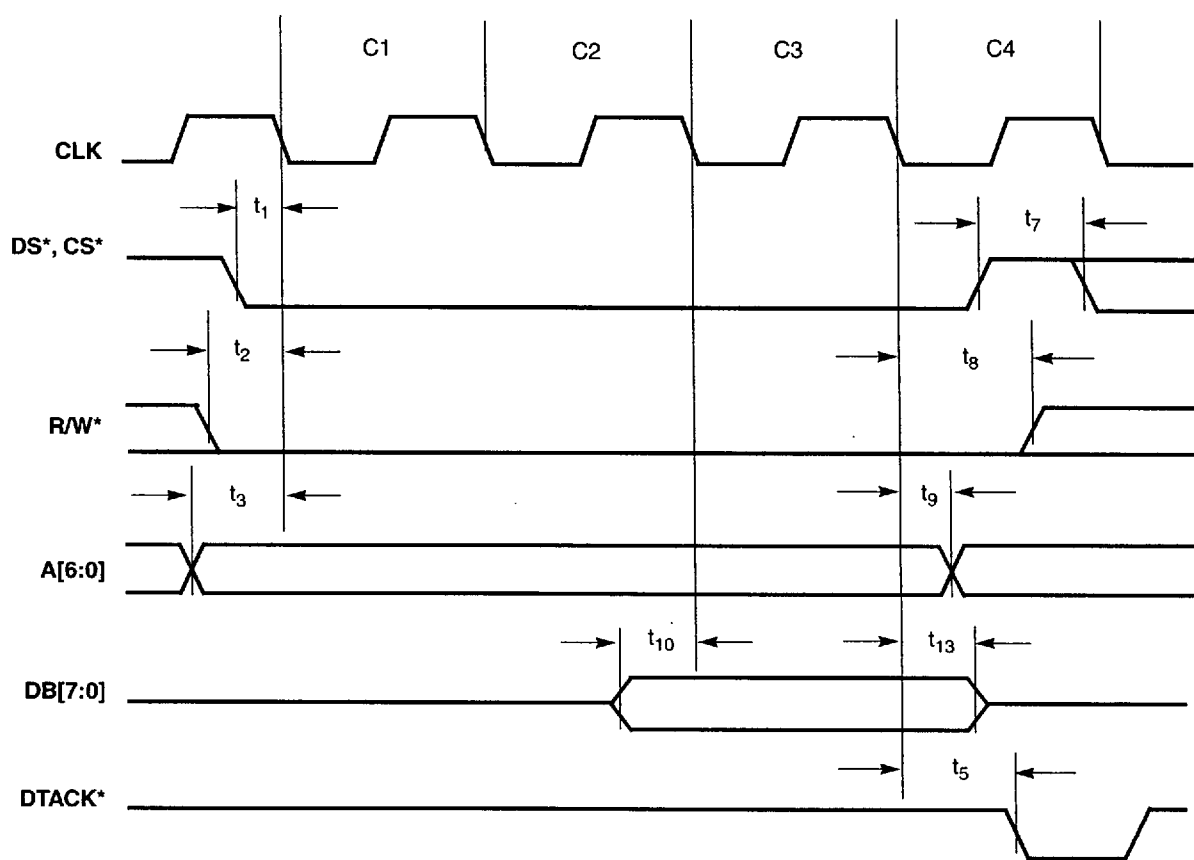 C1 C2 C3 C4
CLK
t1 t7
DS*, CS*
t2 t8
R/W*
t3 t9
A[6:0]
t10 t13
DB[7:0]
t5
DTACK*